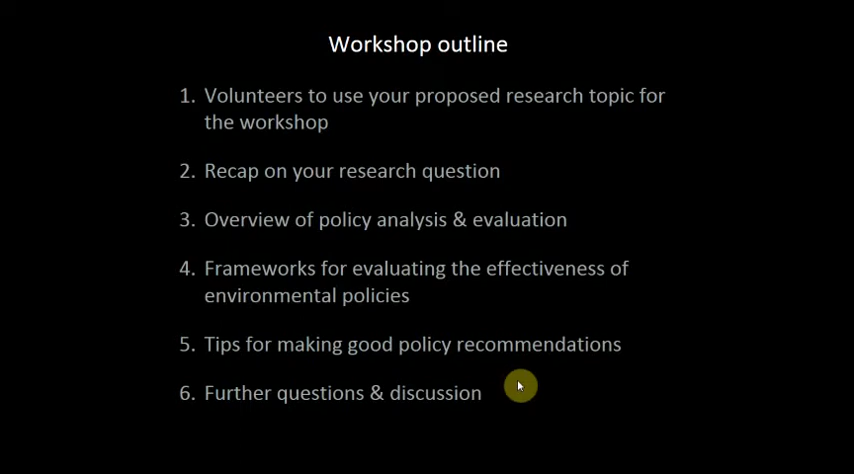 Workshop outline
1. Volunteers to use your proposed research topic for
the workshop
2. Recap on your research question
3. Overview of policy analysis & evaluation
4. Frameworks for evaluating the effectiveness of
environmental policies
5. Tips for making good policy recommendations
6. Further questions & discussion